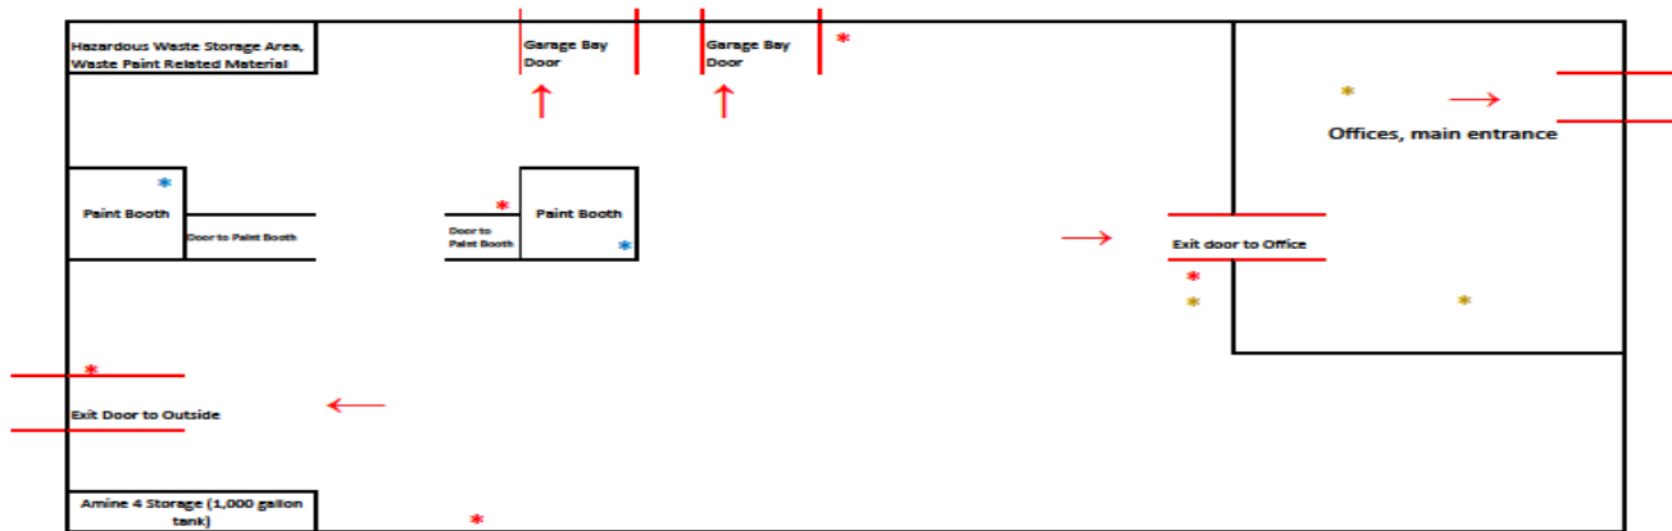 Hazardous Waste Storage Area,
Waste Paint Related Material
Garage Bay
Door
Garage Bay
Door
*
*
Offices, main entrance
*
Paint Booth
Door to Paint Booth
*
Door to
Paint Booth
Paint Booth
*
Exit door to Office
*
*
*
*
Exit Door to Outside
Amine 4 Storage (1,000 gallon
tank)
*